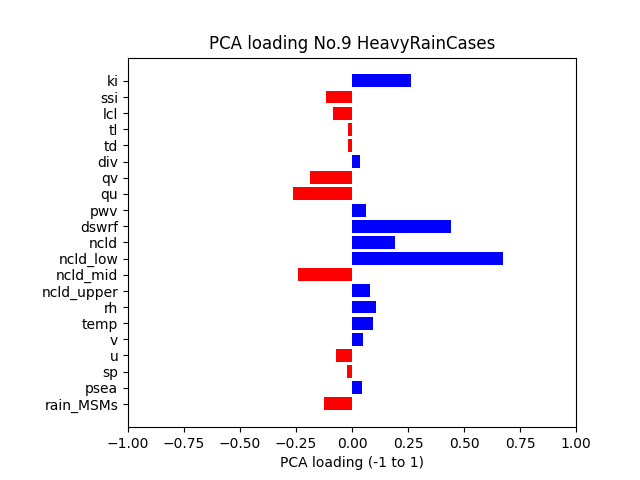 PCA loading No.9 HeavyRainCases
ki
ssi
lcl
tl
td
div
qv
qu
pwv
dswrf
ncld
ncld_low
ncld_mid
ncld_upper
rh
temp
v
u
sp
psea
rain_MSMs
−1.00 −0.75 −0.50 −0.25 0.00 0.25 0.50 0.75 1.00
PCA loading (-1 to 1)